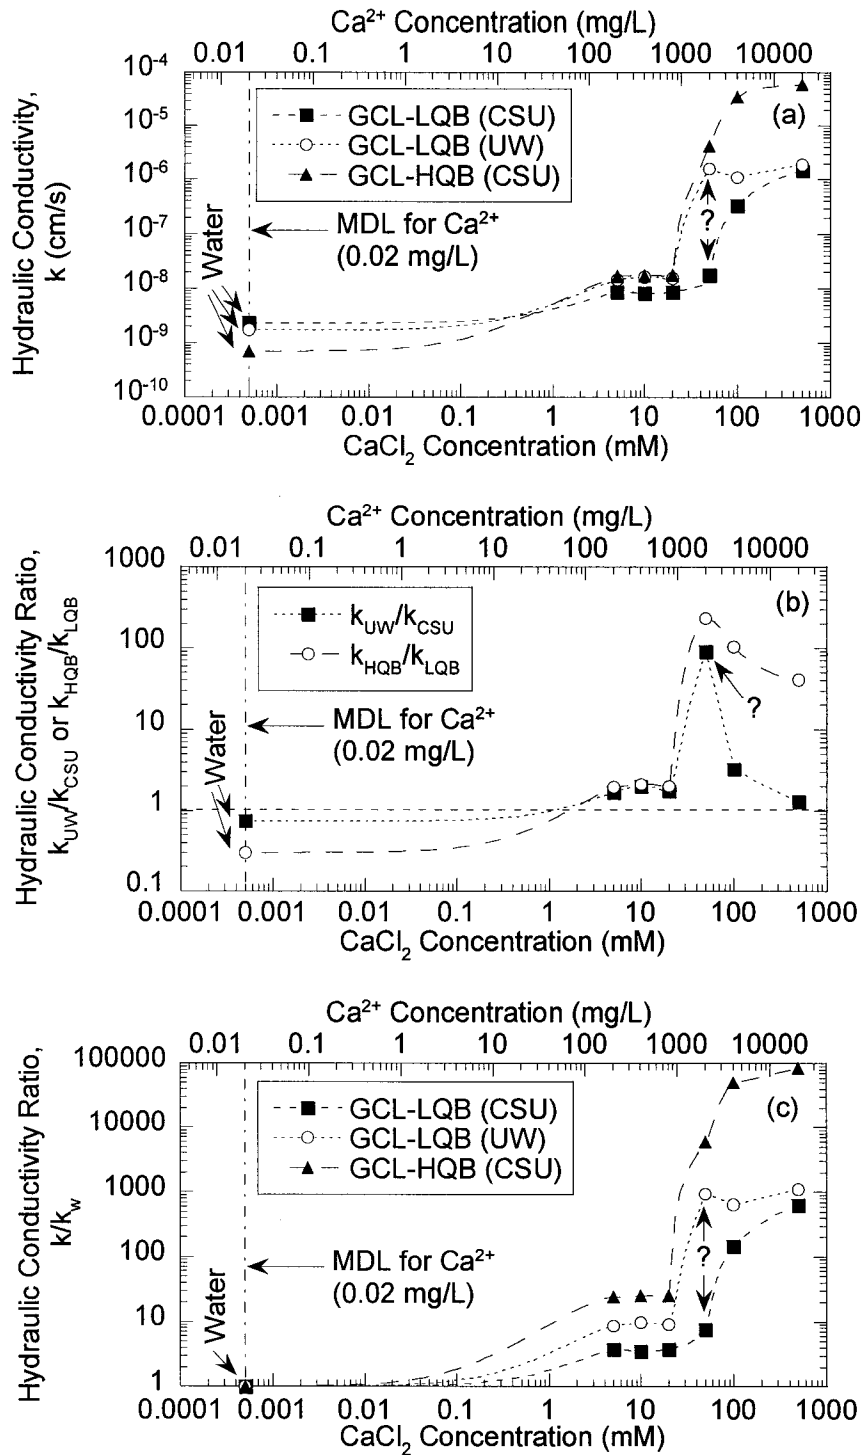 Ca²⁺ Concentration (mg/L)
0.01 0.1 1 10 100 1000 10000
Hydraulic Conductivity,
k (cm/s)
10⁻⁴
10⁻⁵
10⁻⁶
10⁻⁷
10⁻⁸
10⁻⁹
10⁻¹⁰
GCL-LQB (CSU)
GCL-LQB (UW)
GCL-HQB (CSU)
(a)
Water
MDL for Ca²⁺
(0.02 mg/L)
?
0.0001 0.001 0.01 0.1 1 10 100 1000
CaCl₂ Concentration (mM)
Ca²⁺ Concentration (mg/L)
0.01 0.1 1 10 100 1000 10000
Hydraulic Conductivity Ratio,
k_UW/k_CSU or k_HQB/k_LQB
1000
100
10
1
0.1
k_UW/k_CSU
k_HQB/k_LQB
(b)
Water
MDL for Ca²⁺
(0.02 mg/L)
?
0.0001 0.001 0.01 0.1 1 10 100 1000
CaCl₂ Concentration (mM)
Ca²⁺ Concentration (mg/L)
0.01 0.1 1 10 100 1000 10000
Hydraulic Conductivity Ratio,
k/k_w
100000
10000
1000
100
10
1
GCL-LQB (CSU)
GCL-LQB (UW)
GCL-HQB (CSU)
(c)
Water
MDL for Ca²⁺
(0.02 mg/L)
?
0.0001 0.001 0.01 0.1 1 10 100 1000
CaCl₂ Concentration (mM)